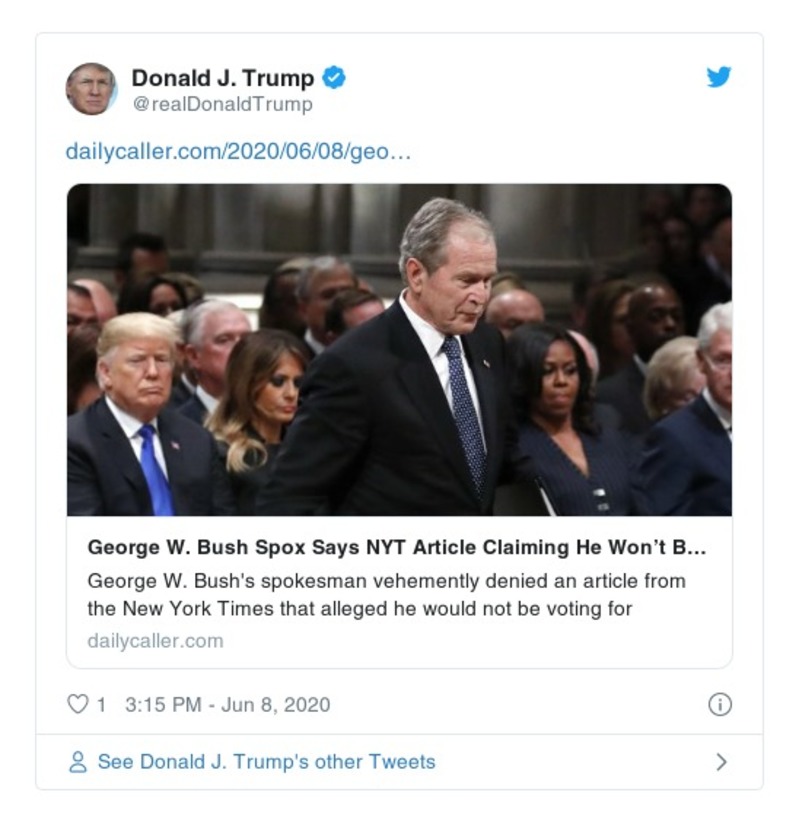 Donald J. Trump
@realDonaldTrump
dailycaller.com/2020/06/08/geo…
George W. Bush Spox Says NYT Article Claiming He Won’t B…
George W. Bush's spokesman vehemently denied an article from
the New York Times that alleged he would not be voting for
dailycaller.com
1 3:15 PM - Jun 8, 2020
See Donald J. Trump's other Tweets